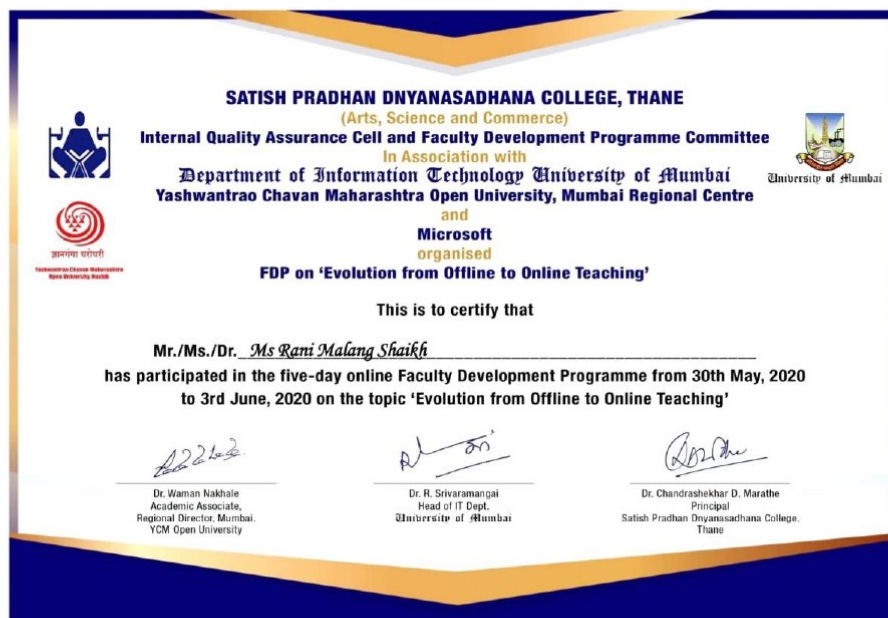 SATISH PRADHAN DNYANASADHANA COLLEGE, THANE
(Arts, Science and Commerce)
Internal Quality Assurance Cell and Faculty Development Programme Committee
In Association with
Department of Information Technology University of Mumbai
Yashwantrao Chavan Maharashtra Open University, Mumbai Regional Centre
and
Microsoft
organised
FDP on ‘Evolution from Offline to Online Teaching’
University of Mumbai
ज्ञानगंगा घरोघरी
Yashwantrao Chavan Maharashtra
Open University, Nashik
This is to certify that
Mr./Ms./Dr. Ms Rani Malang Shaikh
has participated in the five-day online Faculty Development Programme from 30th May, 2020
to 3rd June, 2020 on the topic ‘Evolution from Offline to Online Teaching’
Dr. Waman Nakhale
Academic Associate,
Regional Director, Mumbai.
YCM Open University
Dr. R. Srivaramangai
Head of IT Dept.
University of Mumbai
Dr. Chandrashekhar D. Marathe
Principal
Satish Pradhan Dnyanasadhana College,
Thane